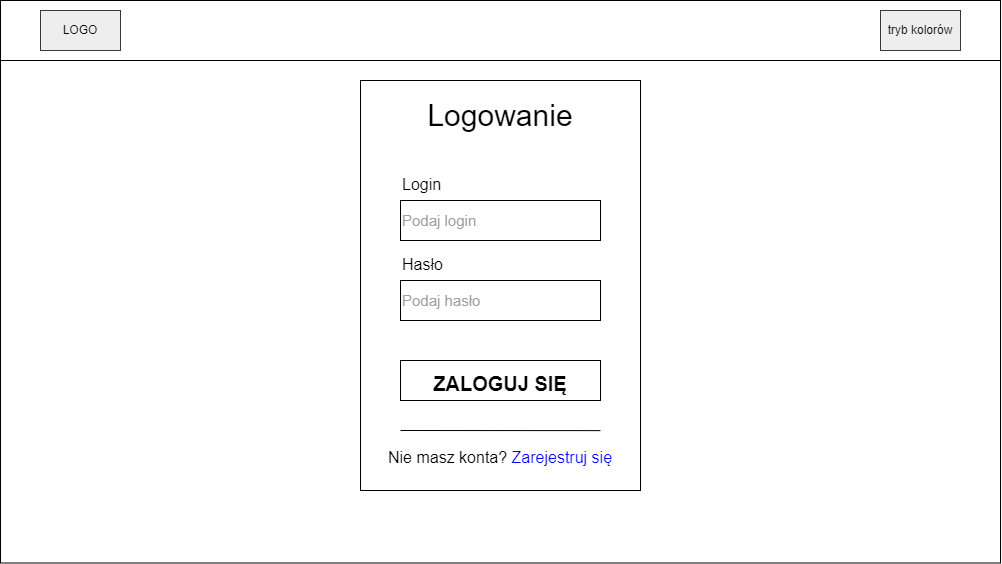 LOGO
tryb kolorów
Logowanie
Login
Podaj login
Hasło
Podaj hasło
ZALOGUJ SIĘ
Nie masz konta? Zarejestruj się